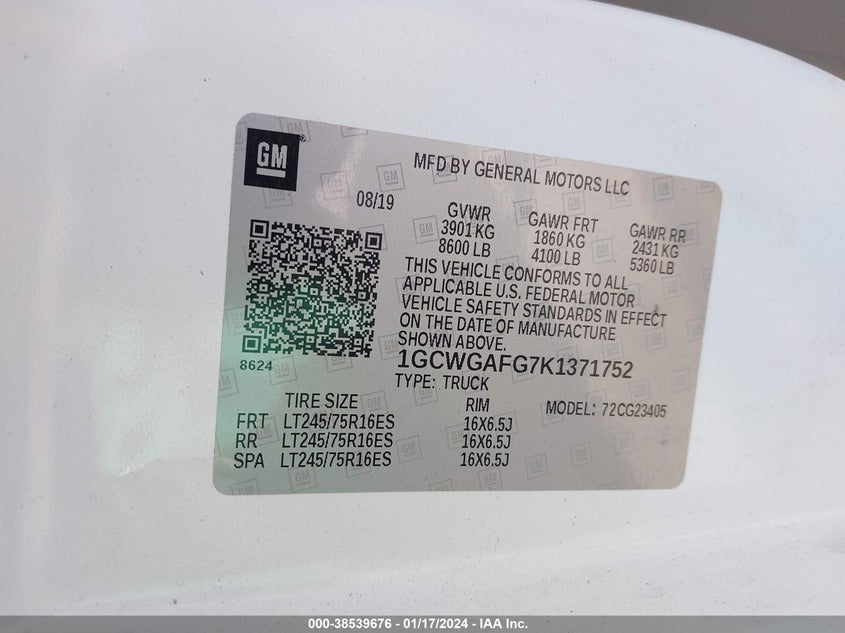 GM
MFD BY GENERAL MOTORS LLC
08/19
GVWR GAWR FRT GAWR RR
3901 KG 1860 KG 2431 KG
8600 LB 4100 LB 5360 LB
THIS VEHICLE CONFORMS TO ALL
APPLICABLE U.S. FEDERAL MOTOR
VEHICLE SAFETY STANDARDS IN EFFECT
ON THE DATE OF MANUFACTURE
SHOWN ABOVE.
8624
1GCWGAFG7K1371752
TYPE: TRUCK
TIRE SIZE RIM MODEL: 72CG23405
FRT LT245/75R16ES 16X6.5J
RR LT245/75R16ES 16X6.5J
SPA LT245/75R16ES 16X6.5J
000-38539676 - 01/17/2024 - IAA Inc.